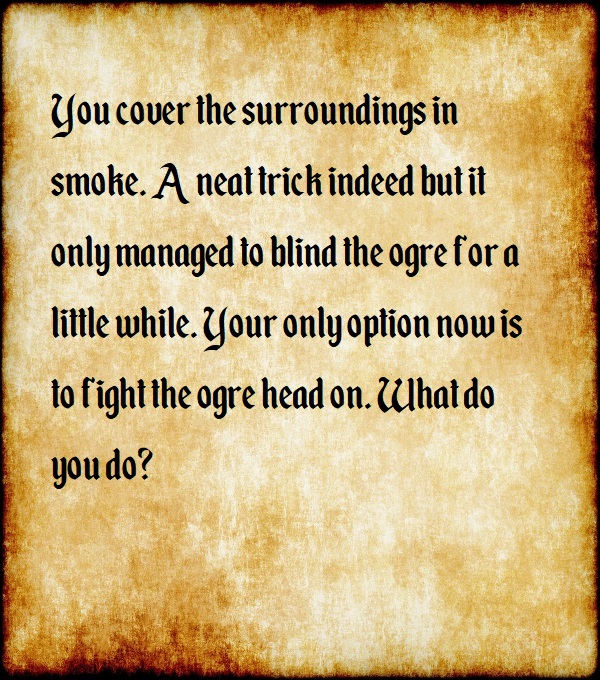 You cover the surroundings in
smoke. A neat trick indeed but it
only managed to blind the ogre for a
little while. Your only option now is
to fight the ogre head on. What do
you do?